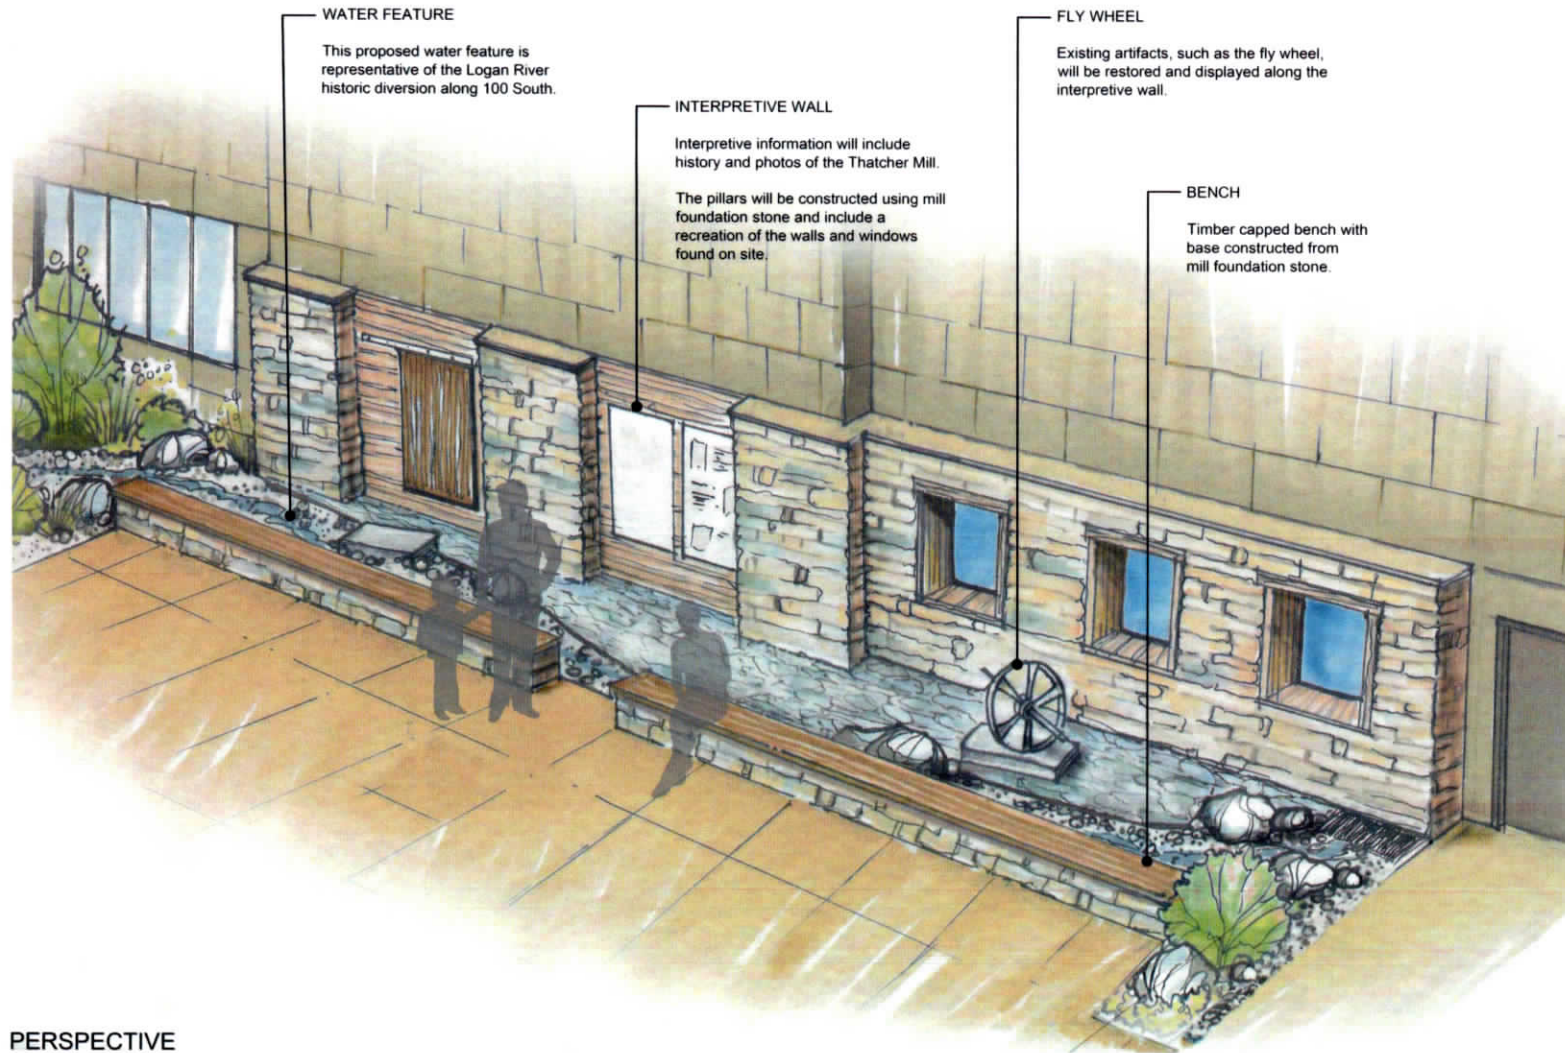 WATER FEATURE
This proposed water feature is
representative of the Logan River
historic diversion along 100 South.
INTERPRETIVE WALL
Interpretive information will include
history and photos of the Thatcher Mill.
The pillars will be constructed using mill
foundation stone and include a
recreation of the walls and windows
found on site.
FLY WHEEL
Existing artifacts, such as the fly wheel,
will be restored and displayed along the
interpretive wall.
BENCH
Timber capped bench with
base constructed from
mill foundation stone.
PERSPECTIVE